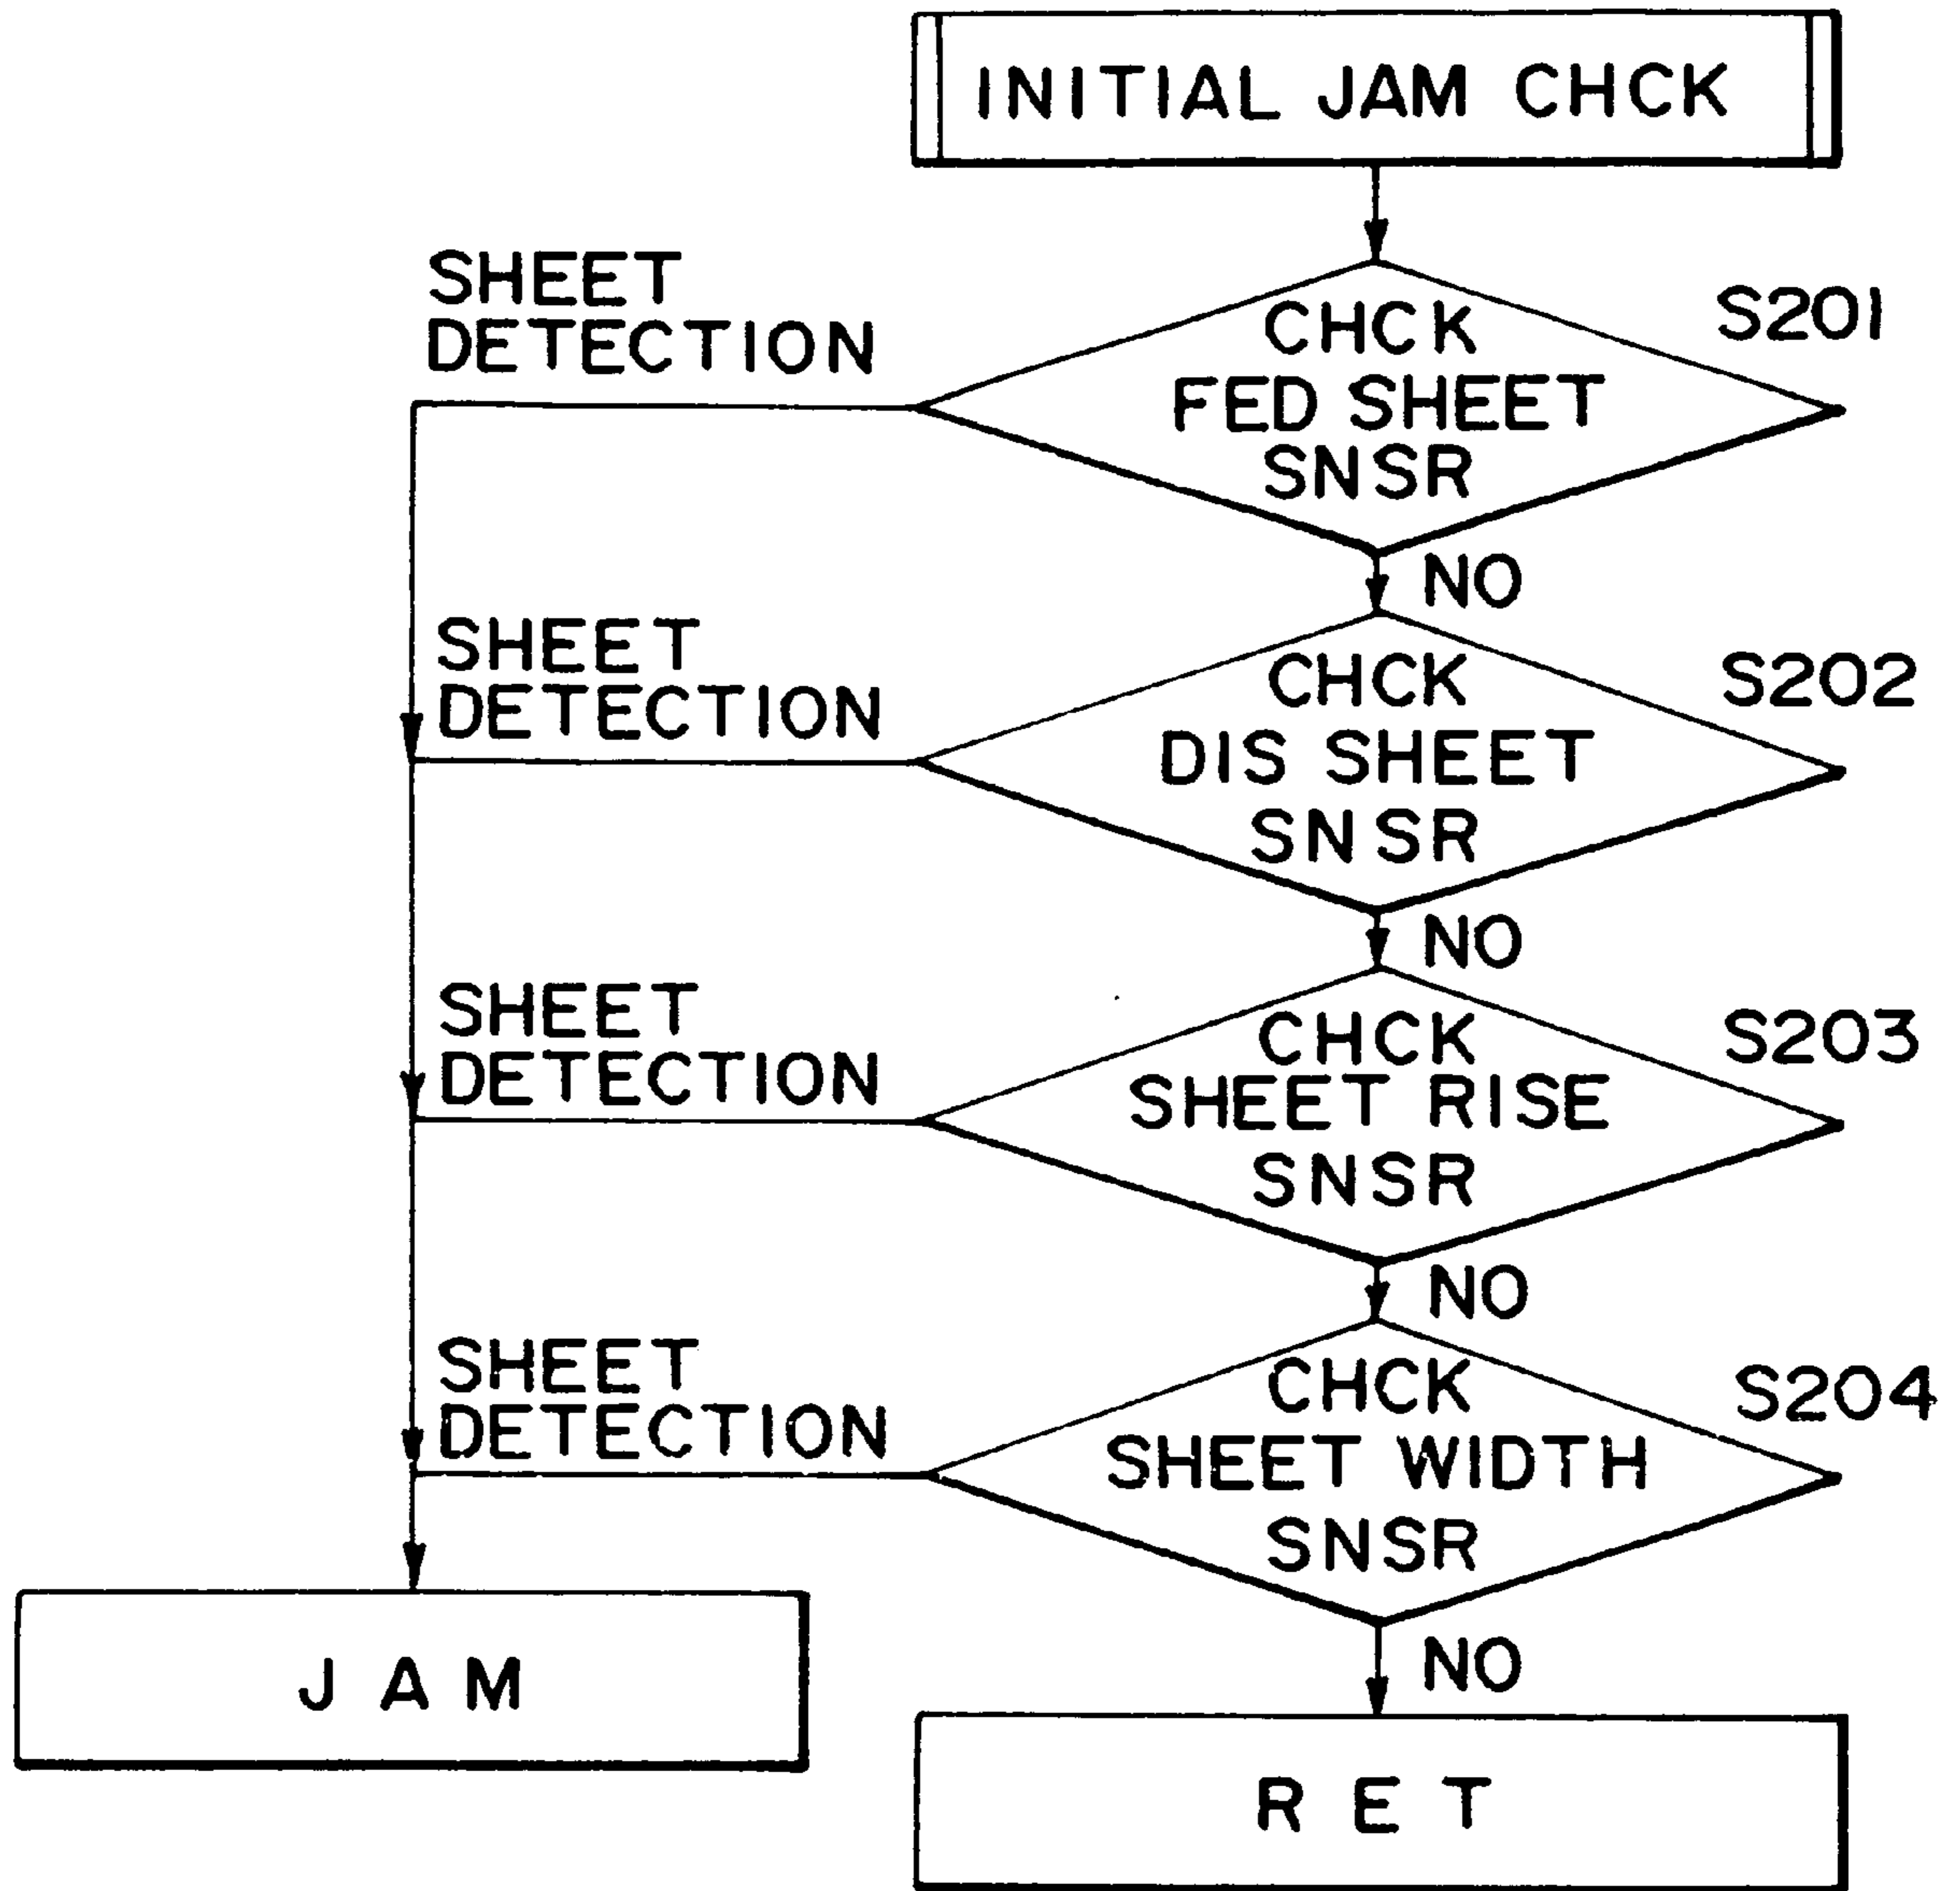 INITIAL JAM CHCK
SHEET
DETECTION
CHCK
FED SHEET
SNSR
S201
NO
SHEET
DETECTION
CHCK
DIS SHEET
SNSR
S202
NO
SHEET
DETECTION
CHCK
SHEET RISE
SNSR
S203
NO
SHEET
DETECTION
CHCK
SHEET WIDTH
SNSR
S204
NO
JAM
RET